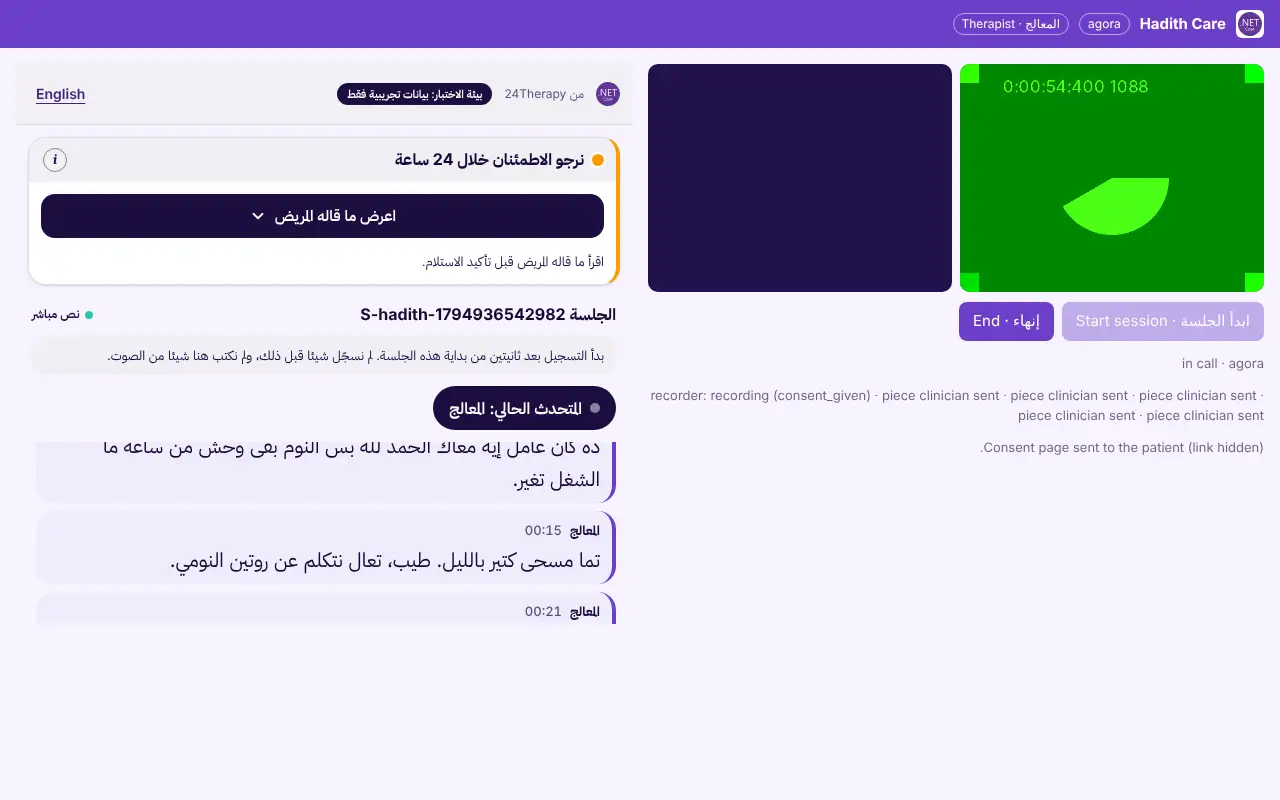 .NET
Care
Hadith Care
agora
Therapist · المعالج
0:00:54:400 1088
ابدأ الجلسة · Start session
إنهاء · End
in call · agora
recorder: recording (consent_given) · piece clinician sent · piece clinician sent · piece clinician sent ·
piece clinician sent · piece clinician sent
Consent page sent to the patient (link hidden).
.NET
Care
من 24Therapy
بيئة الاختبار: بيانات تجريبية فقط
English
نرجو الاطمئنان خلال 24 ساعة
i
اعرض ما قاله المريض
اقرأ ما قاله المريض قبل تأكيد الاستلام.
الجلسة S-hadith-1794936542982
نص مباشر
بدأ التسجيل بعد ثانيتين من بداية هذه الجلسة. لم نسجّل شيئا قبل ذلك، ولم نكتب هنا شيئا من الصوت.
المتحدث الحالي: المعالج
ده كان عامل إيه معاك الحمد لله بس النوم بقى وحش من ساعة ما
الشغل تغير.
المعالج 00:15
تما مسحى كتير بالليل. طيب، تعال نتكلم عن روتين النومي.
المعالج 00:21